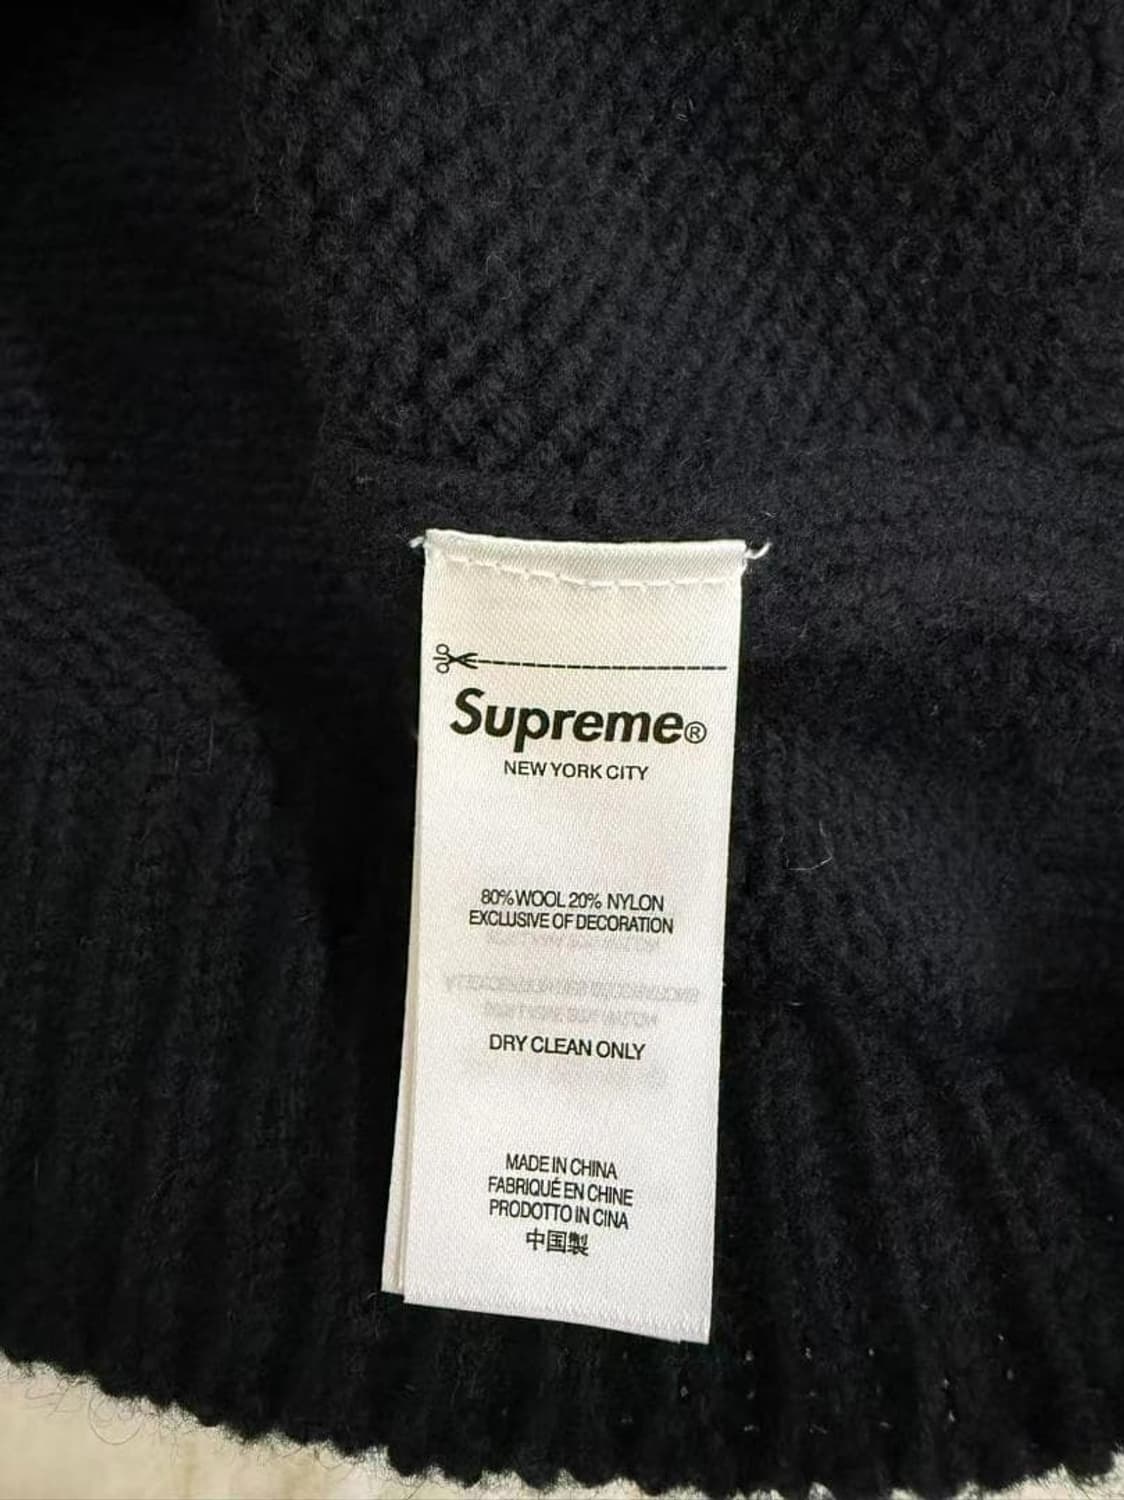 Supreme®
NEW YORK CITY
80% WOOL 20% NYLON
EXCLUSIVE OF DECORATION
DRY CLEAN ONLY
MADE IN CHINA
FABRIQUÉ EN CHINE
PRODOTTO IN CINA
中国製